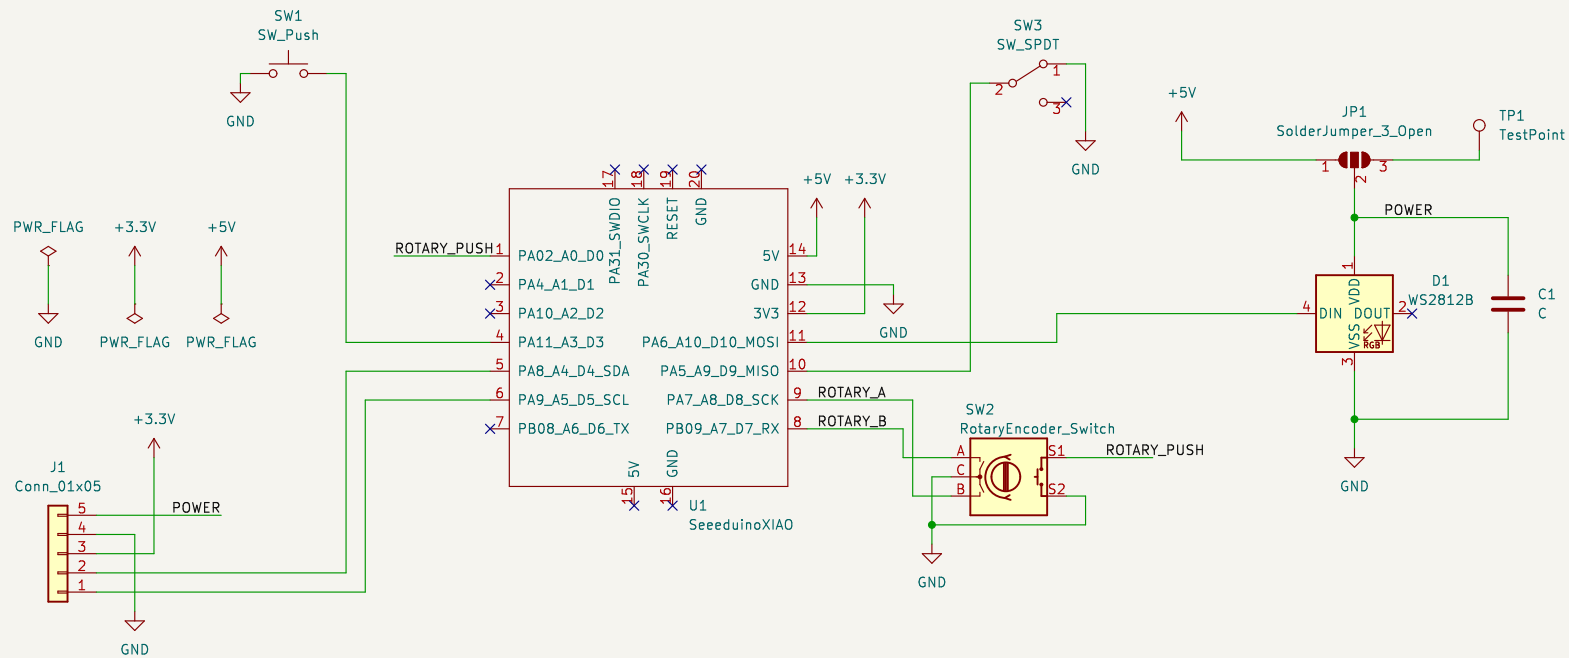 SW1
SW_Push
GND
SW3
SW_SPDT
1
2
3
GND
+5V
JP1
SolderJumper_3_Open
1
2
3
TP1
TestPoint
PWR_FLAG
GND
+3.3V
PWR_FLAG
+5V
PWR_FLAG
17
18
19
20
PA31_SWDIO
PA30_SWCLK
RESET
GND
ROTARY_PUSH
1
PA02_A0_D0
2
PA4_A1_D1
3
PA10_A2_D2
4
PA11_A3_D3
5
PA8_A4_D4_SDA
6
PA9_A5_D5_SCL
7
PB08_A6_D6_TX
5V
14
GND
13
3V3
12
PA6_A10_D10_MOSI
11
PA5_A9_D9_MISO
10
PA7_A8_D8_SCK
9
PB09_A7_D7_RX
8
5V
GND
15
16
U1
SeeeduinoXIAO
+5V
+3.3V
GND
ROTARY_A
ROTARY_B
SW2
RotaryEncoder_Switch
A
C
B
S1
S2
ROTARY_PUSH
GND
POWER
1
VDD
4
DIN
DOUT
2
VSS
RGB
3
D1
WS2812B
C1
C
GND
+3.3V
J1
Conn_01x05
5
POWER
4
3
2
1
GND